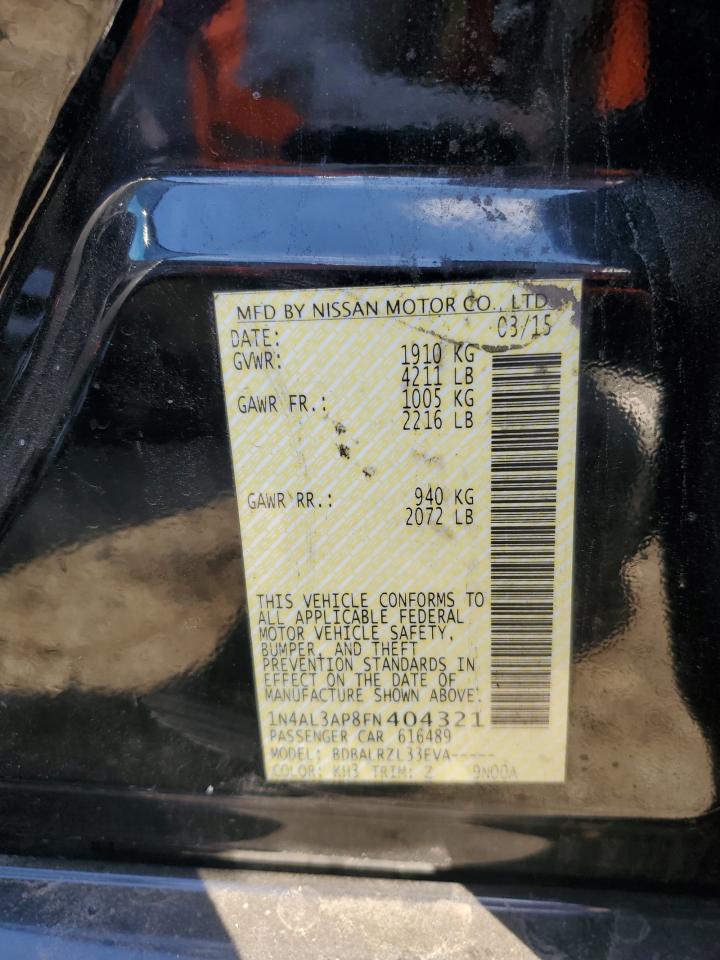 MFD BY NISSAN MOTOR CO., LTD
DATE: 03/15
GVWR: 1910 KG
4211 LB
GAWR FR.: 1005 KG
2216 LB
GAWR RR.: 940 KG
2072 LB
THIS VEHICLE CONFORMS TO
ALL APPLICABLE FEDERAL
MOTOR VEHICLE SAFETY,
BUMPER, AND THEFT
PREVENTION STANDARDS IN
EFFECT ON THE DATE OF
MANUFACTURE SHOWN ABOVE.
1N4AL3AP8FN404321
PASSENGER CAR 616489
MODEL: BDBALRZL33EVA-----
COLOR: KH3 TRIM: Z 9N00A